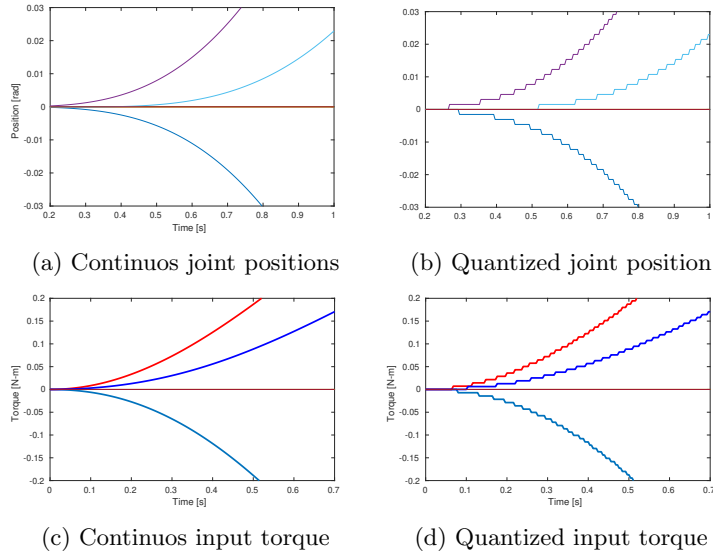 0.03
0.02
0.01
0
-0.01
-0.02
-0.03
Position [rad]
0.2 0.3 0.4 0.5 0.6 0.7 0.8 0.9 1
Time [s]
(a) Continuos joint positions
0.03
0.02
0.01
0
-0.01
-0.02
-0.03
0.2 0.3 0.4 0.5 0.6 0.7 0.8 0.9 1
(b) Quantized joint position
0.2
0.15
0.1
0.05
0
-0.05
-0.1
-0.15
-0.2
Torque [N-m]
0 0.1 0.2 0.3 0.4 0.5 0.6 0.7
Time [s]
(c) Continuos input torque
0.2
0.15
0.1
0.05
0
-0.05
-0.1
-0.15
-0.2
Torque [N-m]
0 0.1 0.2 0.3 0.4 0.5 0.6 0.7
Time [s]
(d) Quantized input torque